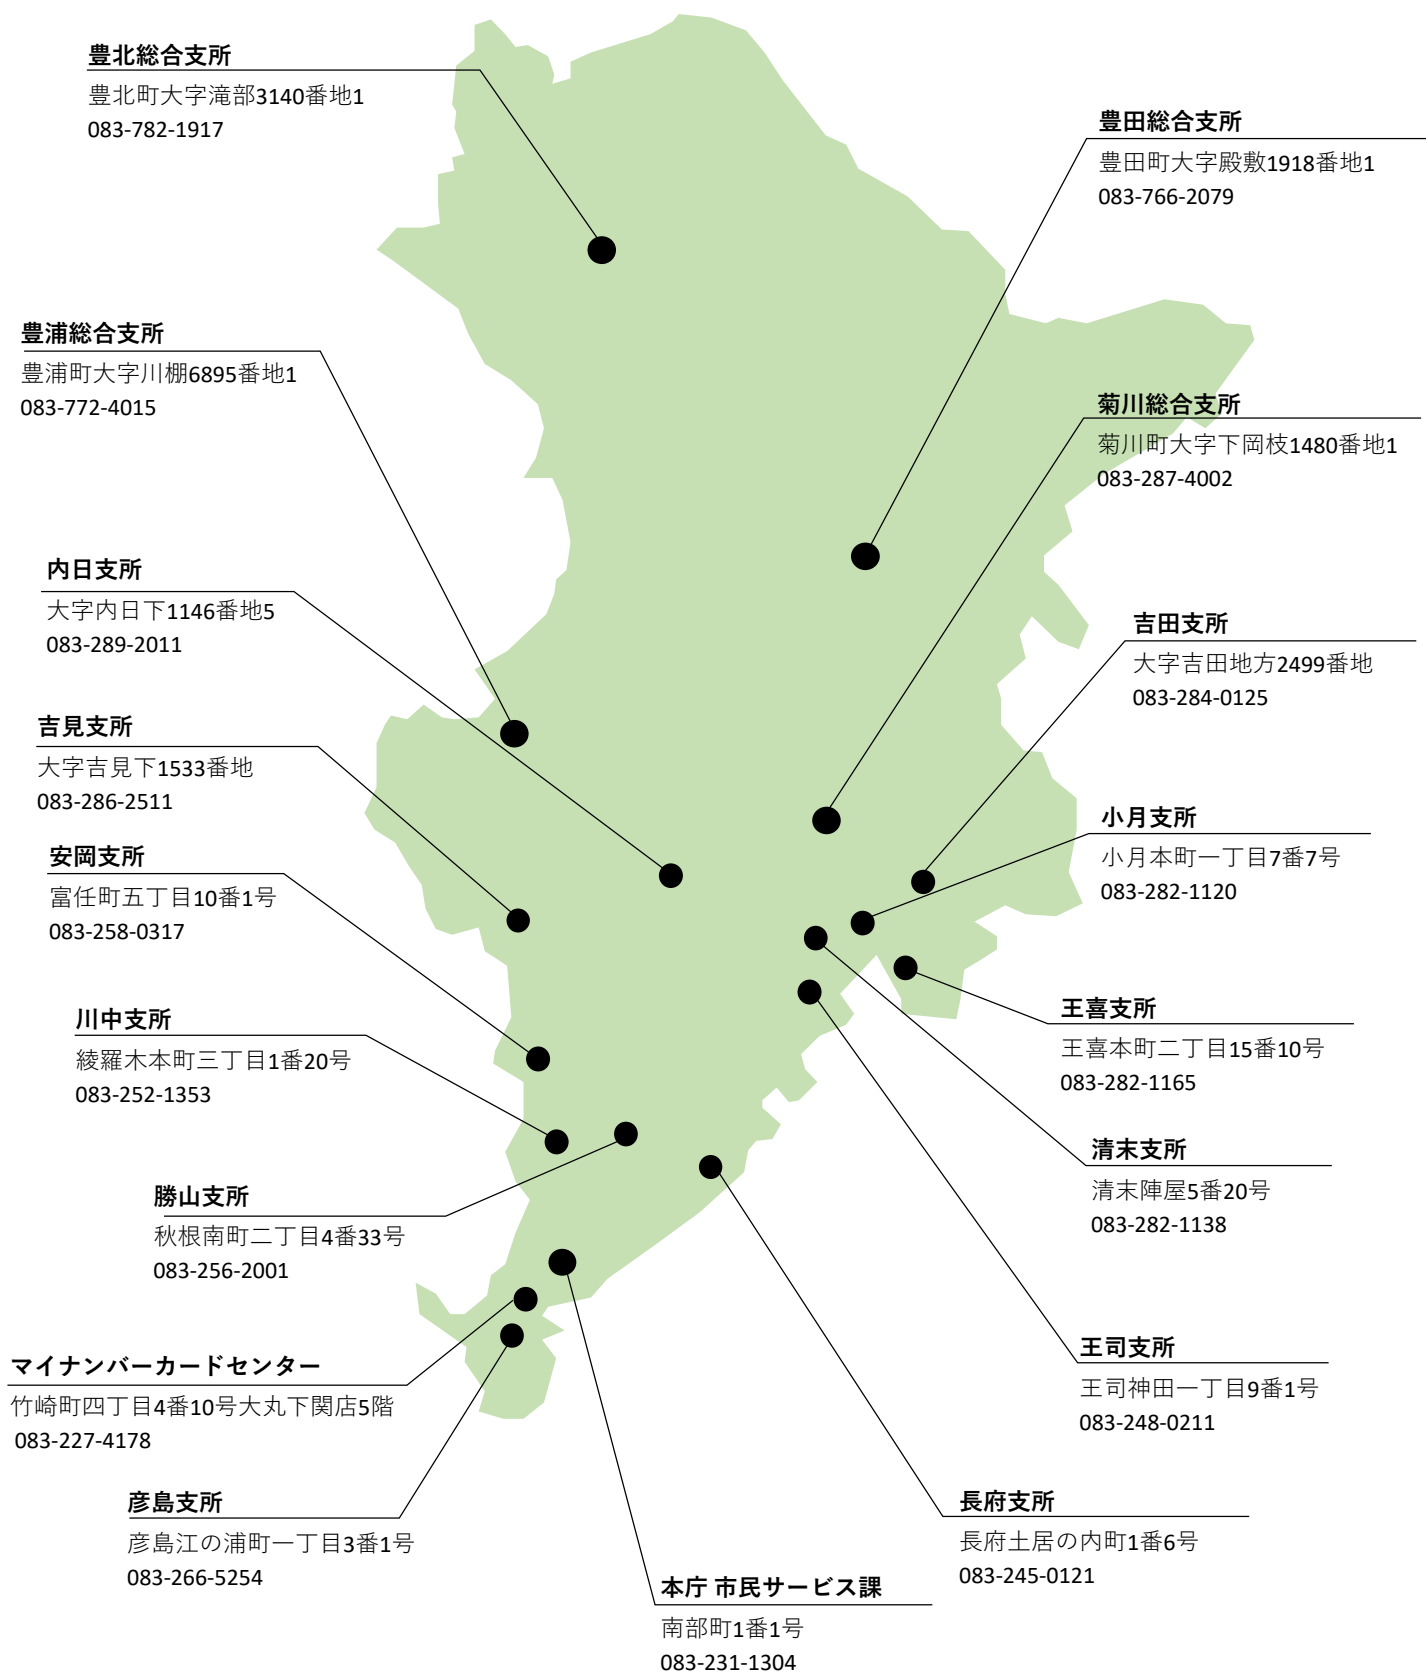 豊北総合支所
豊北町大字滝部3140番地1
083-782-1917
豊田総合支所
豊田町大字殿敷1918番地1
083-766-2079
豊浦総合支所
豊浦町大字川棚6895番地1
083-772-4015
菊川総合支所
菊川町大字下岡枝1480番地1
083-287-4002
内日支所
大字内日下1146番地5
083-289-2011
吉田支所
大字吉田地方2499番地
083-284-0125
吉見支所
大字吉見下1533番地
083-286-2511
小月支所
小月本町一丁目7番7号
083-282-1120
安岡支所
富任町五丁目10番1号
083-258-0317
王喜支所
王喜本町二丁目15番10号
083-282-1165
川中支所
綾羅木本町三丁目1番20号
083-252-1353
清末支所
清末陣屋5番20号
083-282-1138
勝山支所
秋根南町二丁目4番33号
083-256-2001
王司支所
王司神田一丁目9番1号
083-248-0211
マイナンバーカードセンター
竹崎町四丁目4番10号大丸下関店5階
083-227-4178
長府支所
長府土居の内町1番6号
083-245-0121
彦島支所
彦島江の浦町一丁目3番1号
083-266-5254
本庁 市民サービス課
南部町1番1号
083-231-1304